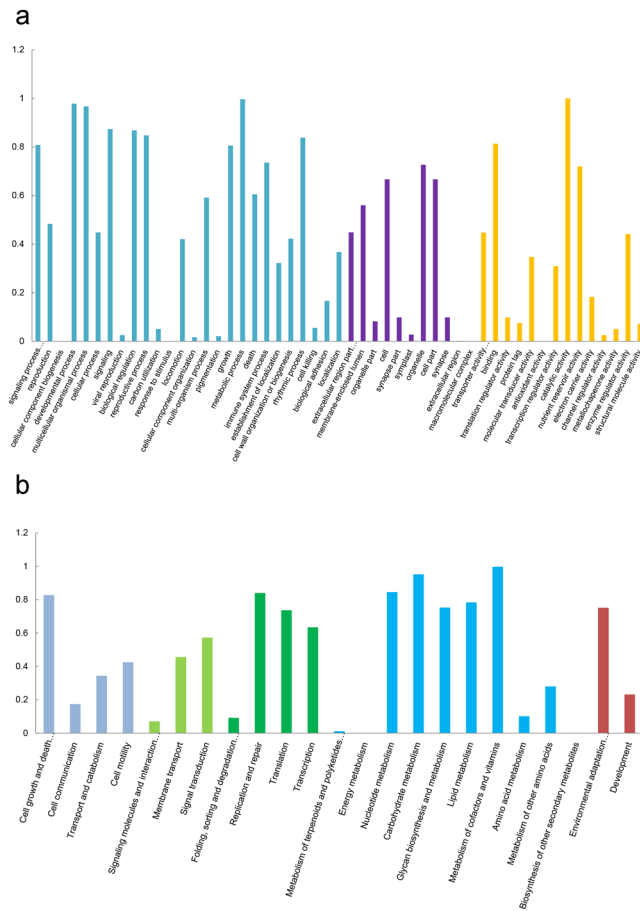 a
1.2
1
0.8
0.6
0.4
0.2
0
signaling process…
reproduction
cellular component biogenesis
developmental process
multicellular organismal process
cellular process
signaling
viral reproduction
biological regulation
reproductive process
carbon utilization
response to stimulus
locomotion
cellular component organization
multi-organism process
pigmentation
growth
metabolic process
death
immune system process
establishment of localization
cell wall organization or biogenesis
rhythmic process
cell killing
biological adhesion
localization
extracellular region part…
membrane-enclosed lumen
organelle part
cell
synapse part
symplast
organelle
cell part
synapse
extracellular region
macromolecular complex
transporter activity…
binding
translation regulator activity
protein tag
molecular transducer activity
antioxidant activity
transcription regulator activity
catalytic activity
nutrient reservoir activity
electron carrier activity
channel regulator activity
metallochaperone activity
enzyme regulator activity
structural molecule activity
b
1.2
1
0.8
0.6
0.4
0.2
0
Cell growth and death…
Cell communication
Transport and catabolism
Cell motility
Signaling molecules and interaction…
Membrane transport
Signal transduction
Folding, sorting and degradation…
Replication and repair
Translation
Transcription
Metabolism of terpenoids and polyketides…
Energy metabolism
Nucleotide metabolism
Carbohydrate metabolism
Glycan biosynthesis and metabolism
Lipid metabolism
Metabolism of cofactors and vitamins
Amino acid metabolism
Metabolism of other amino acids
Biosynthesis of other secondary metabolites
Environmental adaptation…
Development